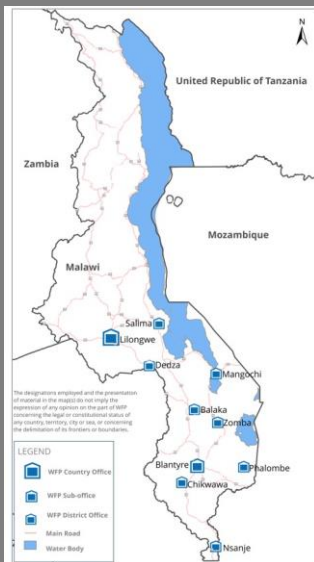 N
United Republic of Tanzania
Zambia
Mozambique
Malawi
Salima
Lilongwe
Dedza
Mangochi
The designations employed and the presentation
of material in the map(s) do not imply the
expression of any opinion on the part of WFP
concerning the legal or constitutional status of
any country, territory, city or sea, or concerning
the delimitation of its frontiers or boundaries.
Balaka
Zomba
LEGEND
WFP Country Office
WFP Sub-office
WFP District Office
Main Road
Water Body
Blantyre
Phalombe
Chikwawa
Nsanje